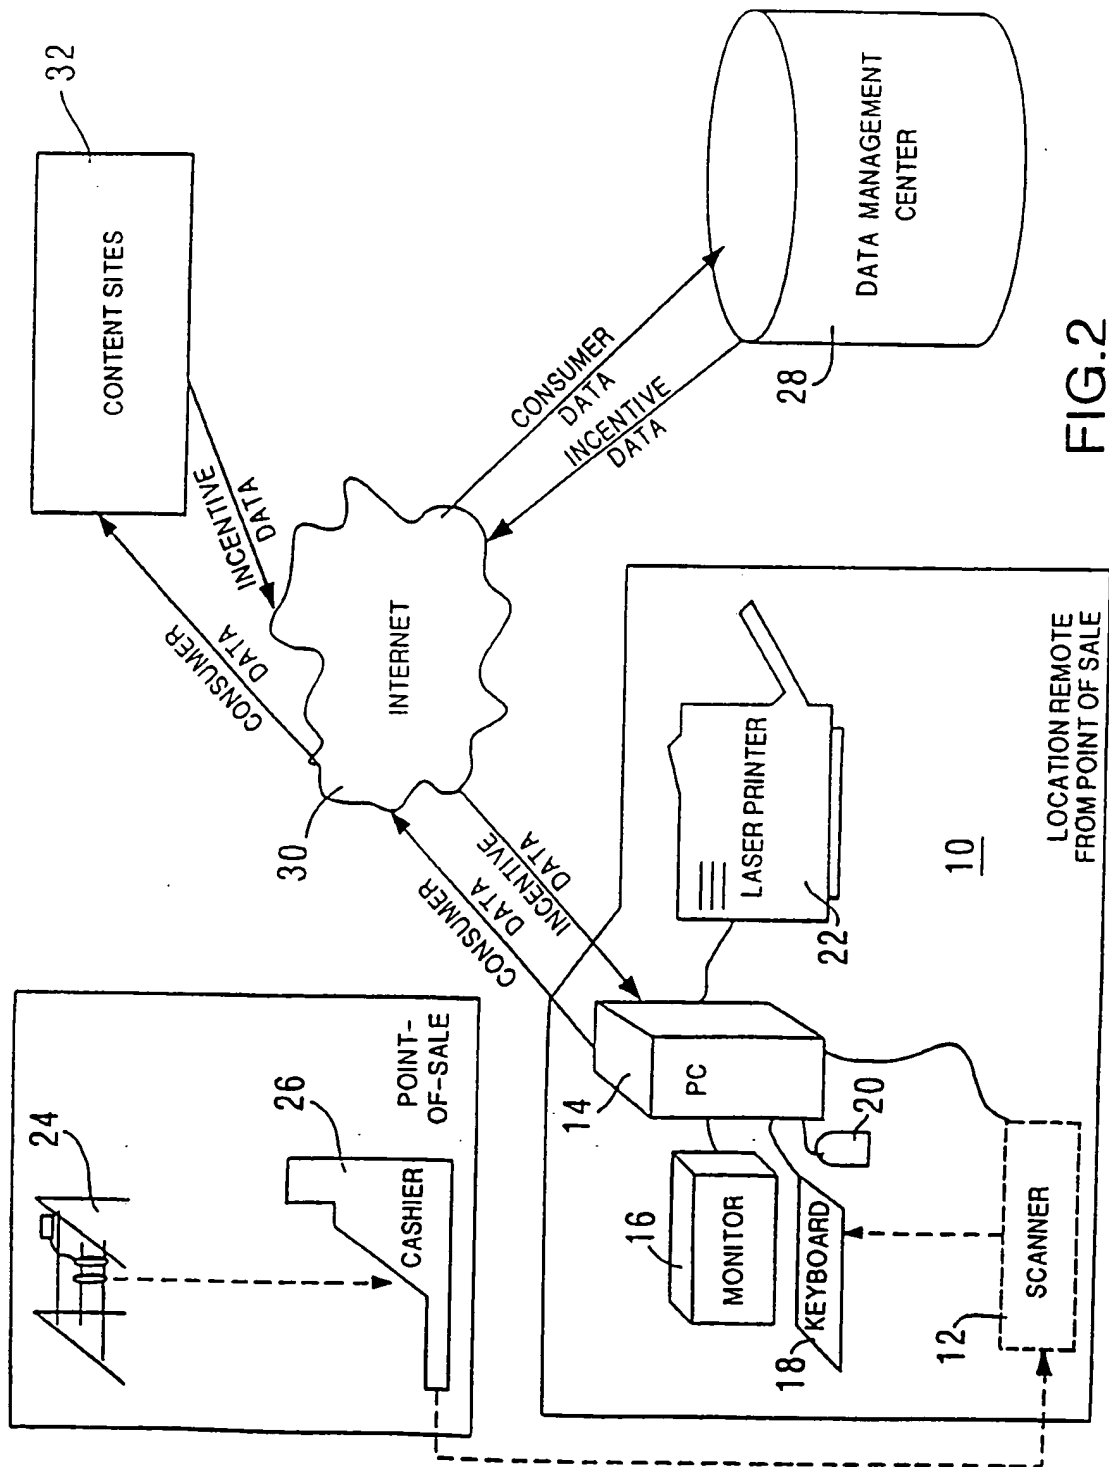 24
26
CASHIER
POINT-
OF-SALE
CONTENT SITES
32
CONSUMER
DATA
INCENTIVE
DATA
30
INTERNET
CONSUMER
DATA
INCENTIVE
DATA
CONSUMER
DATA
INCENTIVE
DATA
DATA MANAGEMENT
CENTER
28
14
PC
16
MONITOR
KEYBOARD
18
20
12
SCANNER
LASER PRINTER
22
10
LOCATION REMOTE
FROM POINT OF SALE
FIG.2